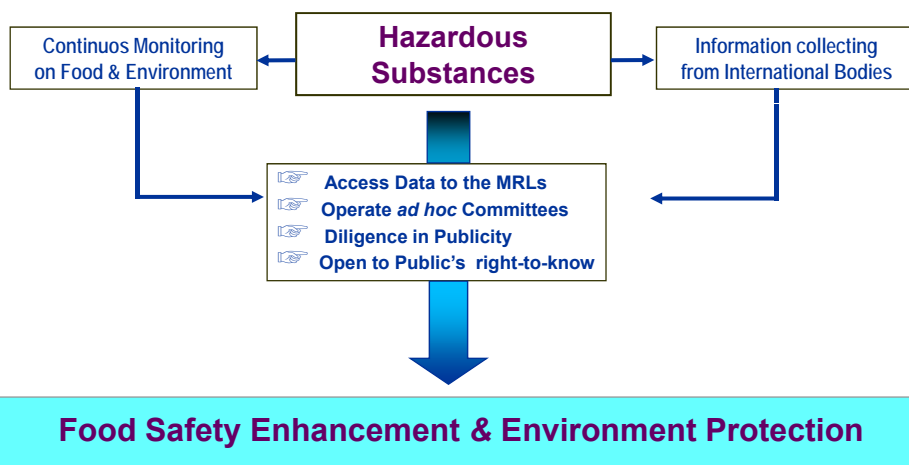 Hazardous
Substances
Continuos Monitoring
on Food & Environment
Information collecting
from International Bodies
Access Data to the MRLs
Operate ad hoc Committees
Diligence in Publicity
Open to Public's right-to-know
Food Safety Enhancement & Environment Protection